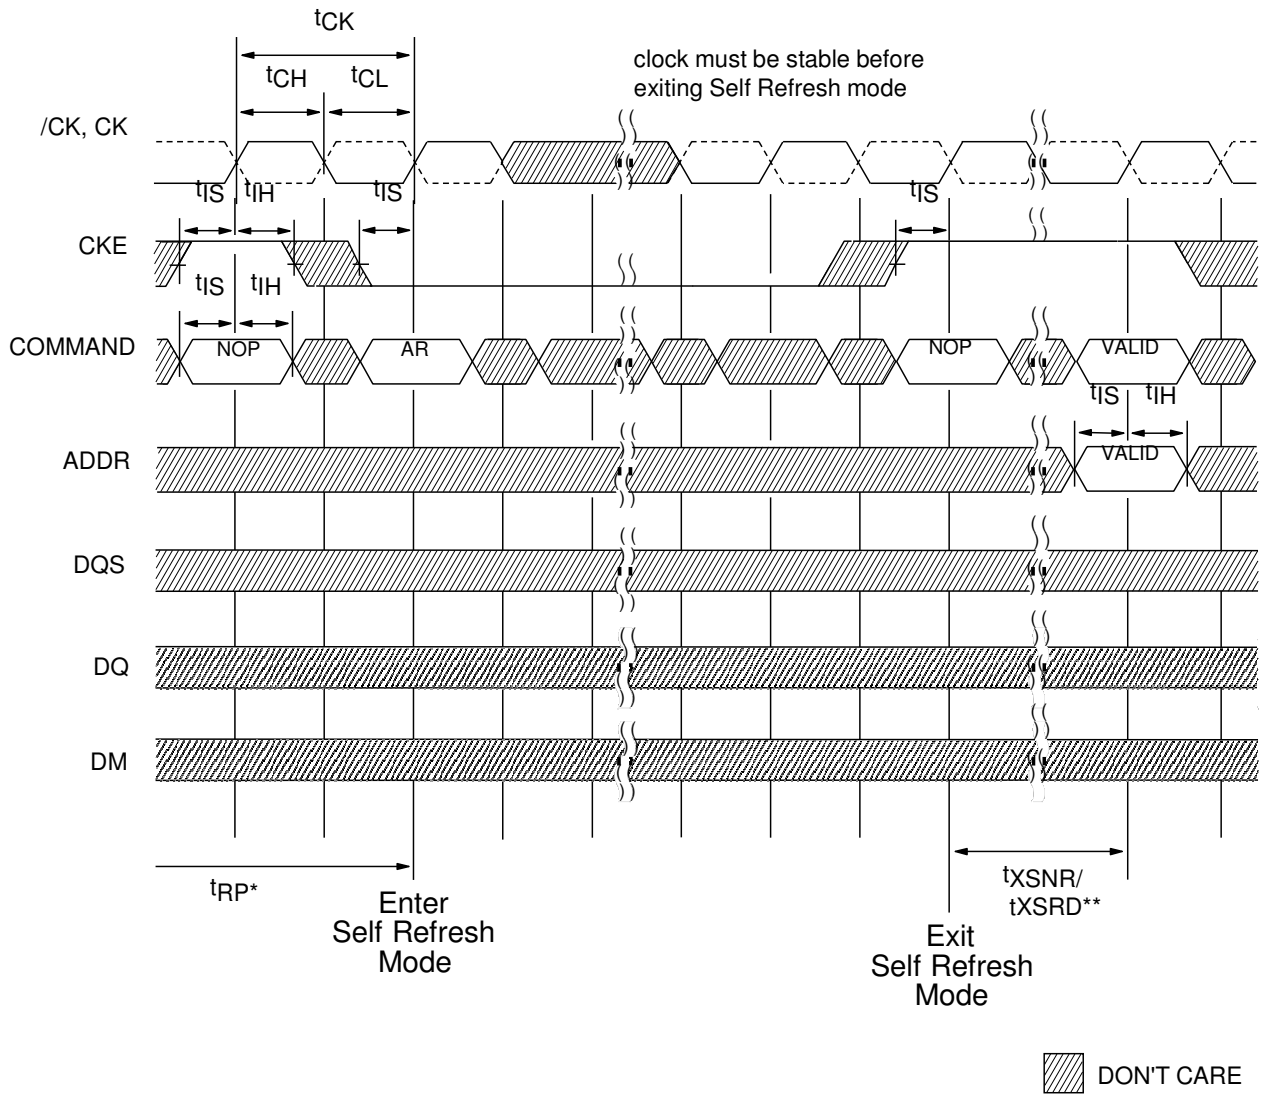 tCK
clock must be stable before
exiting Self Refresh mode
tCH
tCL
/CK, CK
tIS
tIH
tIS
tIS
CKE
tIS
tIH
COMMAND
NOP
AR
NOP
VALID
tIS
tIH
ADDR
VALID
DQS
DQ
DM
tRP*
Enter
Self Refresh
Mode
tXSNR/
tXSRD**
Exit
Self Refresh
Mode
DON'T CARE